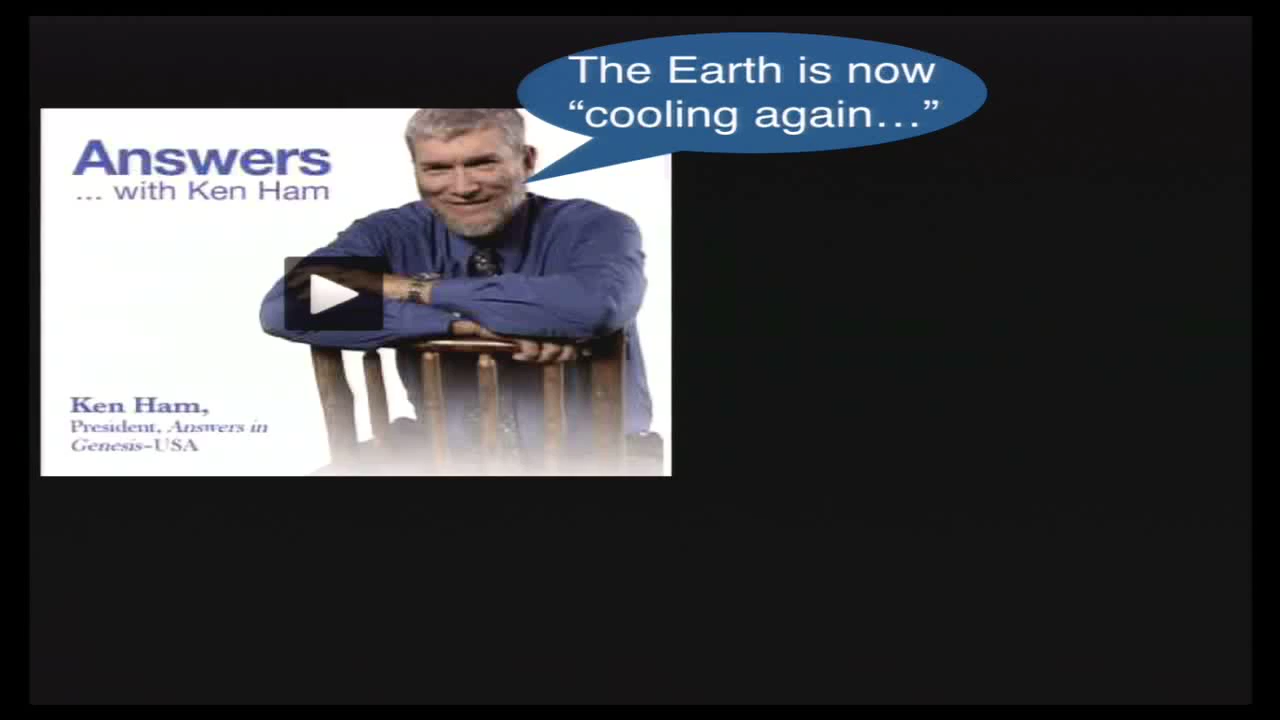 The Earth is now
“cooling again…”
Answers
... with Ken Ham
Ken Ham,
President, Answers in
Genesis–USA